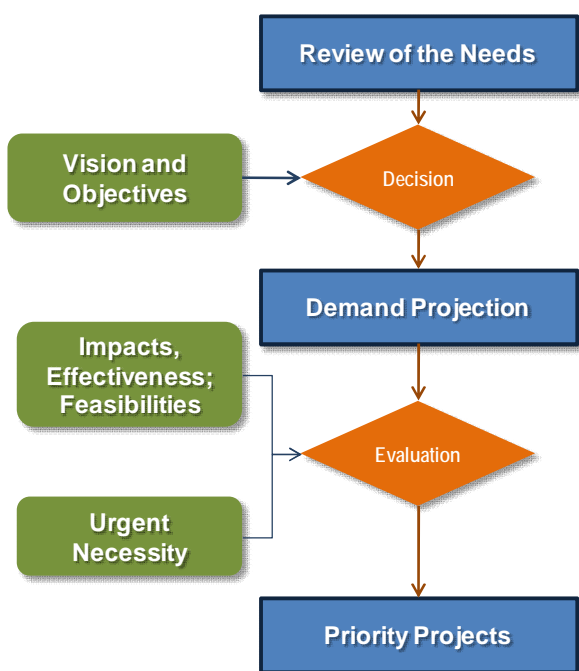 Review of the Needs
Vision and
Objectives
Decision
Demand Projection
Impacts,
Effectiveness;
Feasibilities
Evaluation
Urgent
Necessity
Priority Projects